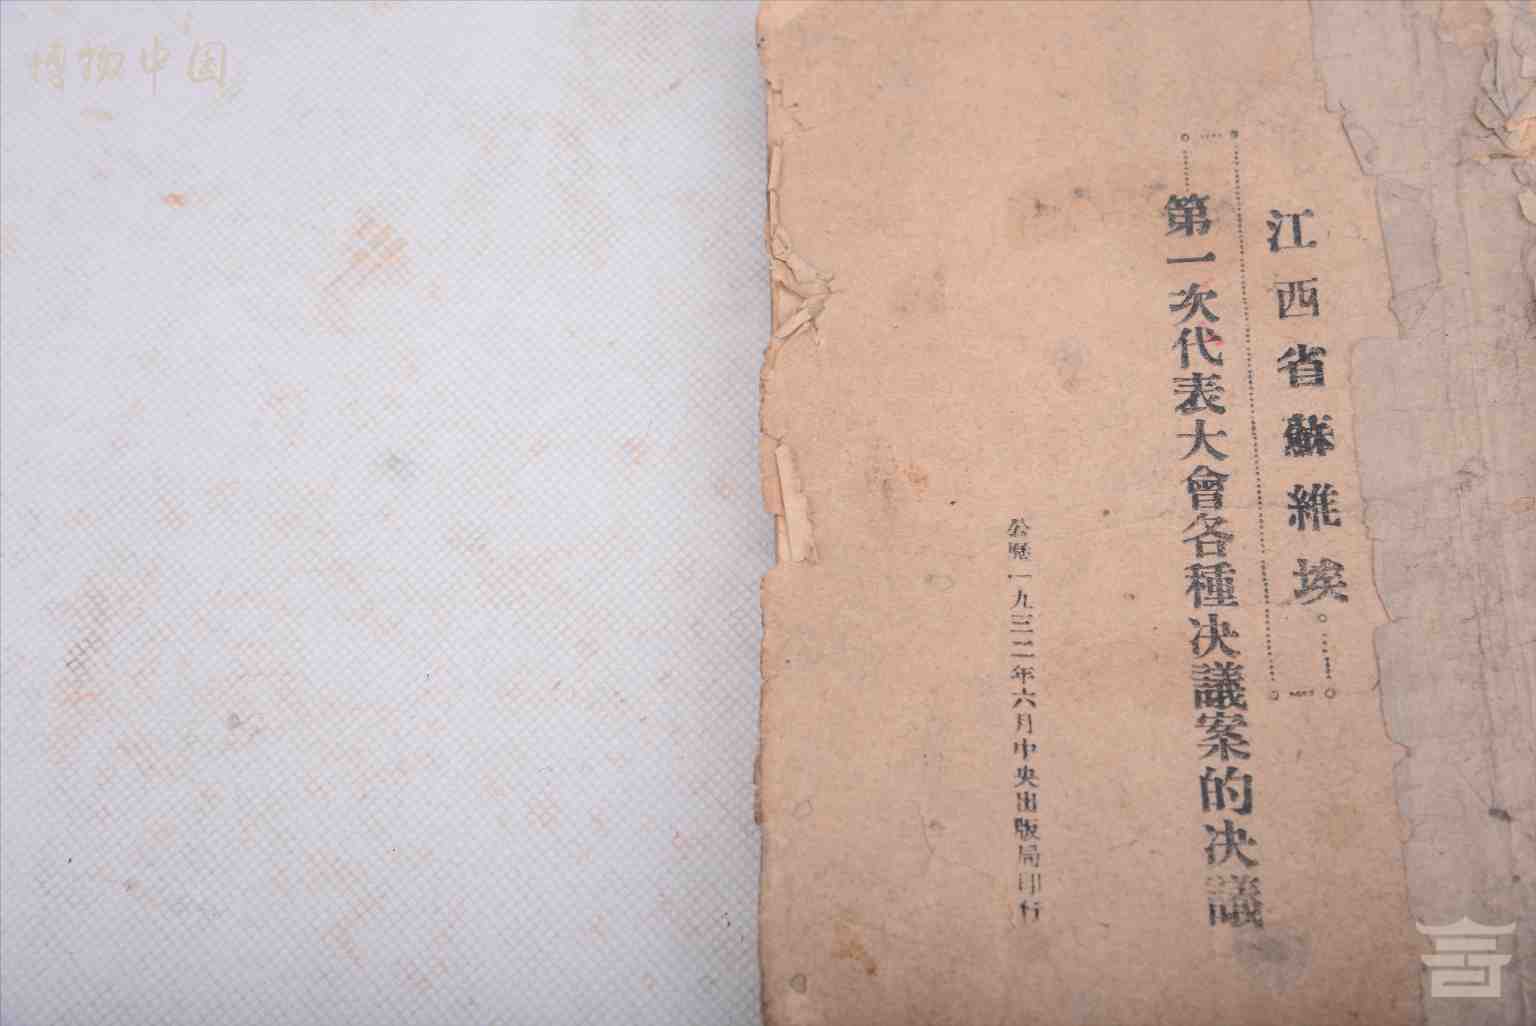 博物中国
江西省蘇維埃
第一次代表大會各種决議案的决議
公曆一九三二年六月中央出版局印行